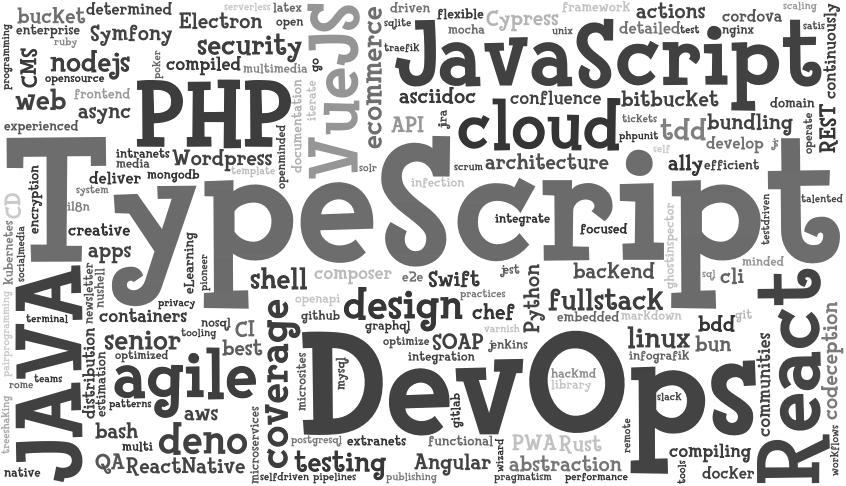 bucket
determined
serverless
latex
driven
flexible
framework
actions
scaling
enterprise
ruby
Symfony
Electron
open
VueJS
ecommerce
sqlite
mocha
Cypress
unix
detailed
test
cordova
nginx
satis
continuously
programming
CMS
nodejs
opensource
poker
compiled
security
multimedia
go
traefik
JavaScript
web
frontend
async
experienced
PHP
documentation
iterate
asciidoc
confluence
bitbucket
domain
REST
API
jira
cloud
tickets
phpunit
tdd
bundling
develop
js
operate
openminded
intranets
media
Wordpress
template
solr
scrum
architecture
self
ally
efficient
TypeScript
deliver
mongodb
system
infection
encryption
i18n
CD
Kubernetes
socialmedia
creative
apps
integrate
focused
ghostinspector
testdriven
talented
eLearning
pioneer
privacy
shell
composer
e2e
Swift
jest
backend
sql
cli
minded
JAVA
newsletter
nushell
containers
openapi
github
design
practices
chef
Python
fullstack
embedded
markdown
git
React
pairprogramming
terminal
distribution
estimation
senior
tooling
nosql
CI
best
coverage
graphql
optimize
SOAP
varnish
jenkins
linux
bdd
bun
infografik
codeception
communities
optimized
agile
microsites
mysql
DevOps
integration
hackmd
library
slack
rome
teams
patterns
aws
gitlab
treeshaking
bash
multi
deno
microservices
postgresql
extranets
functional
wizard
PWA
Rust
remote
compiling
workflows
native
QA
ReactNative
testing
Angular
abstraction
tools
docker
selfdriven
pipelines
publishing
pragmatism
performance